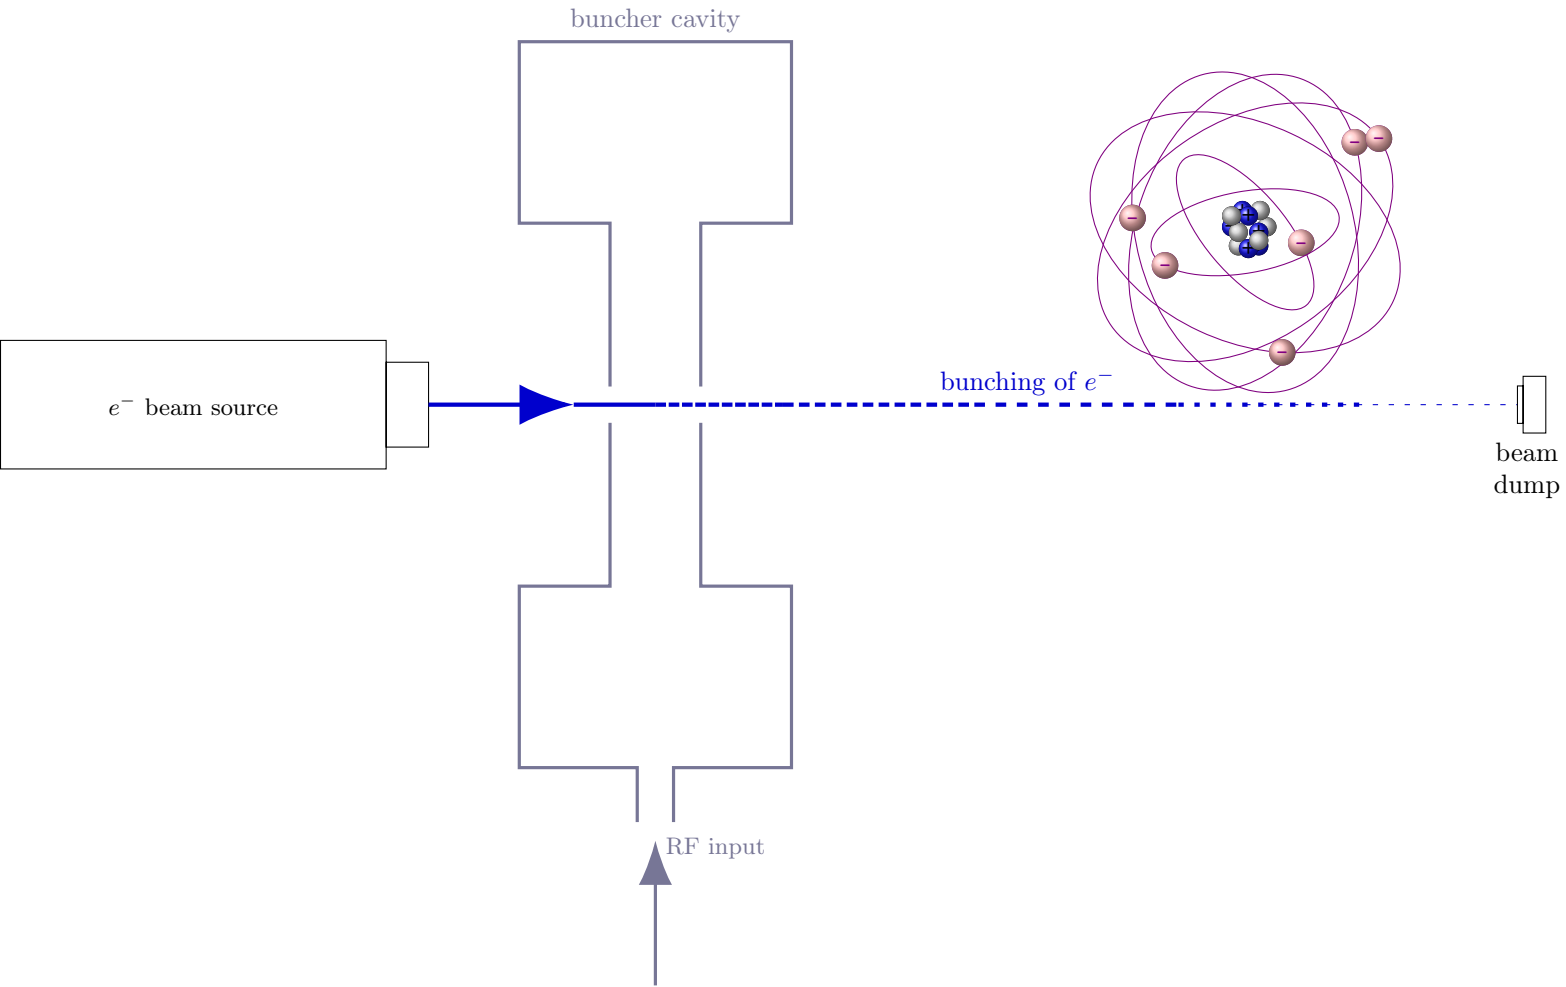 buncher cavity
bunching of e⁻
e⁻ beam source
beam
dump
RF input